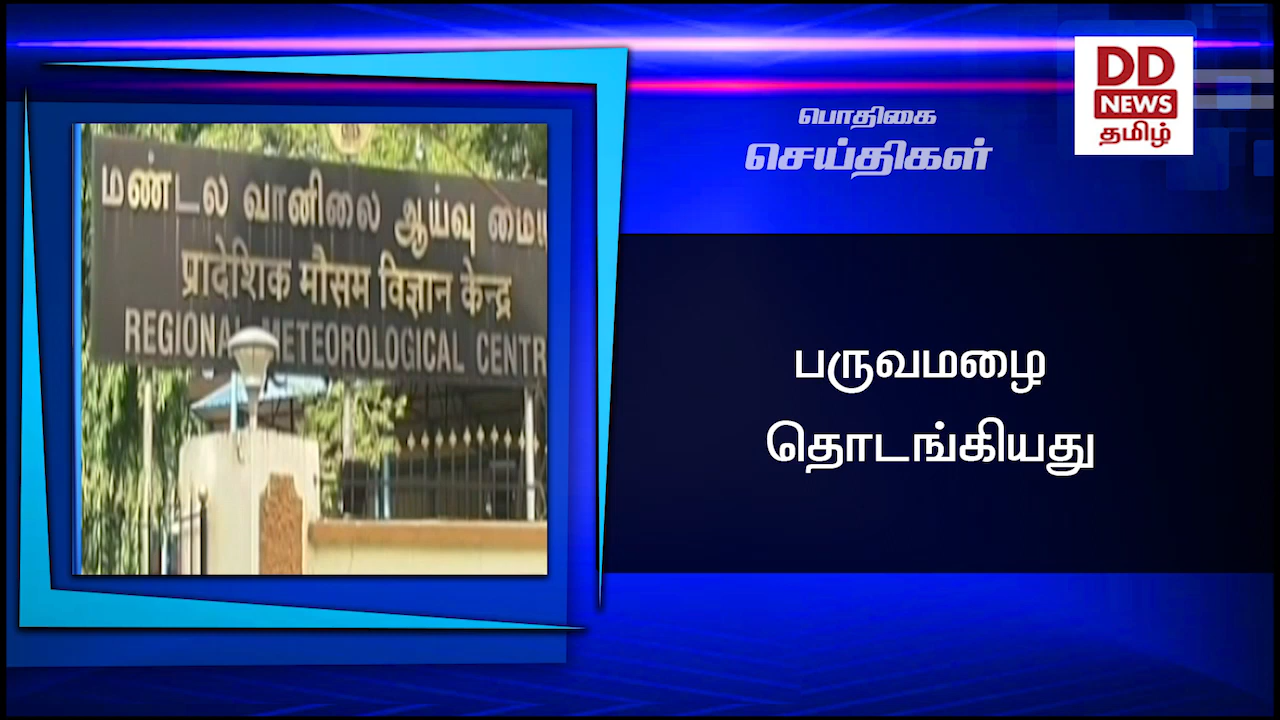 மண்டல வானிலை ஆய்வு
प्रादेशिक मौसम विज्ञान केन्द्र
REGIONAL METEOROLOGICAL CENTR
பொதிகை
செய்திகள்
DD
NEWS
தமிழ்
பருவமழை
தொடங்கியது